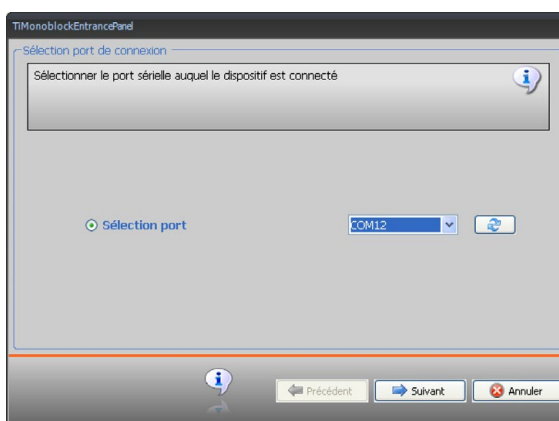 TiMonoblockEntrancePanel
Sélection port de connexion
Sélectionner le port sérielle auquel le dispositif est connecté
Sélection port
COM12
Précédent
Suivant
Annuler